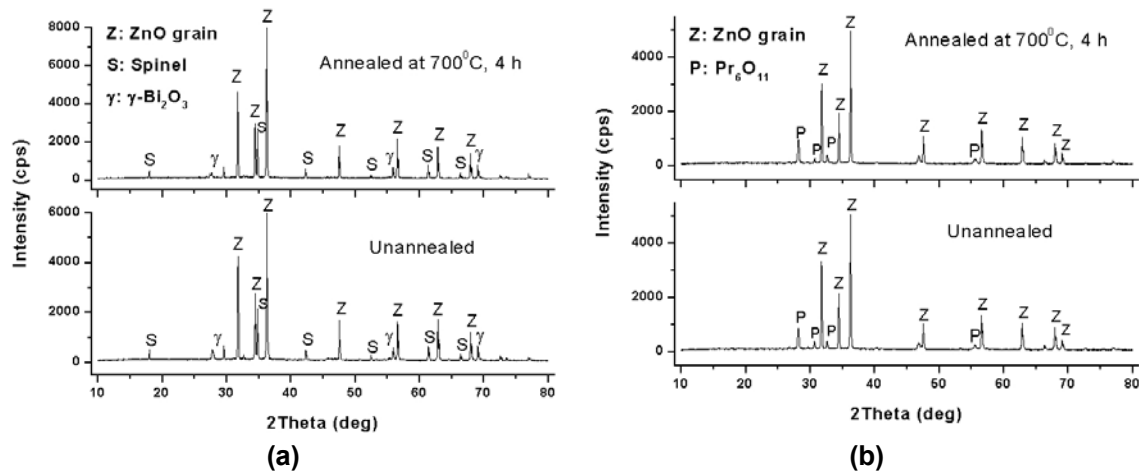 Z: ZnO grain
S: Spinel
γ: γ-Bi₂O₃
Annealed at 700⁰C, 4 h
8000
6000
4000
2000
0
S γ Z Z S Z S Z S Z γ S Z S Z γ
Unannealed
6000
4000
2000
0
S γ Z Z S Z S Z S Z γ S Z S Z γ
Intensity (cps)
10 20 30 40 50 60 70 80
2Theta (deg)
(a)
Z: ZnO grain
P: Pr₆O₁₁
Annealed at 700⁰C, 4 h
4000
2000
0
P P Z P Z Z Z P Z Z Z Z
Unannealed
4000
2000
0
P P Z P Z Z Z P Z Z Z Z
Intensity (cps)
10 20 30 40 50 60 70 80
2Theta (deg)
(b)